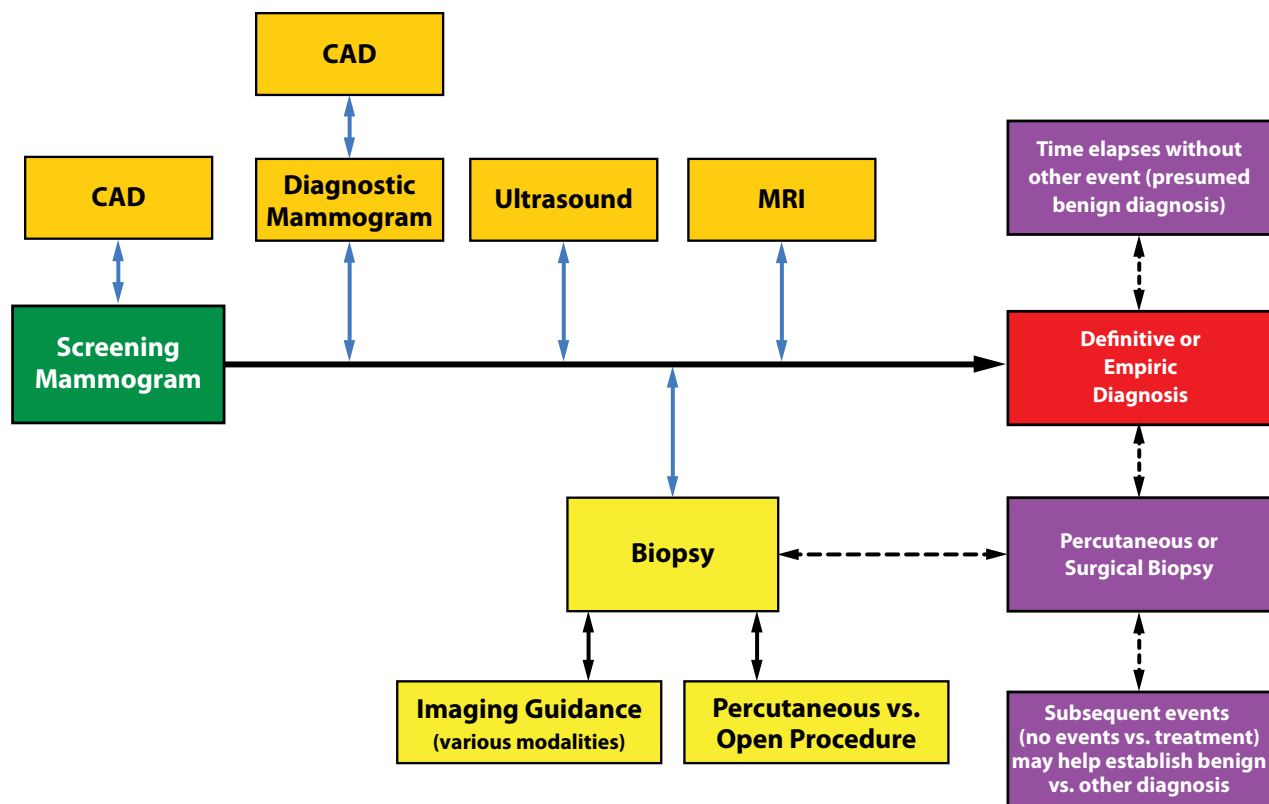 CAD
CAD
Diagnostic
Mammogram
Ultrasound
MRI
Time elapses without
other event (presumed
benign diagnosis)
Screening
Mammogram
Definitive or
Empiric
Diagnosis
Biopsy
Percutaneous or
Surgical Biopsy
Imaging Guidance
(various modalities)
Percutaneous vs.
Open Procedure
Subsequent events
(no events vs. treatment)
may help establish benign
vs. other diagnosis